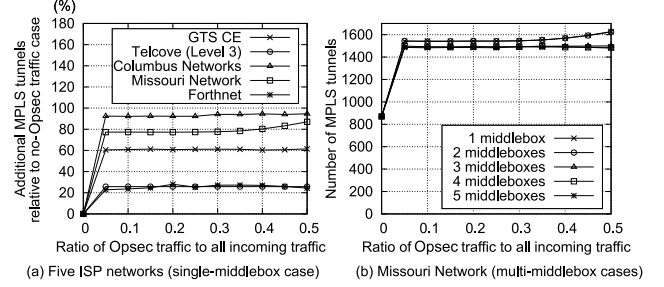 (%)
180
160
140
120
100
80
60
40
20
0
Additional MPLS tunnels
relative to no-Opsec traffic case
GTS CE
Telcove (Level 3)
Columbus Networks
Missouri Network
Forthnet
0 0.1 0.2 0.3 0.4 0.5
Ratio of Opsec traffic to all incoming traffic
(a) Five ISP networks (single-middlebox case)
1600
1400
1200
1000
800
600
400
200
0
Number of MPLS tunnels
1 middlebox
2 middleboxes
3 middleboxes
4 middleboxes
5 middleboxes
0 0.1 0.2 0.3 0.4 0.5
Ratio of Opsec traffic to all incoming traffic
(b) Missouri Network (multi-middlebox cases)